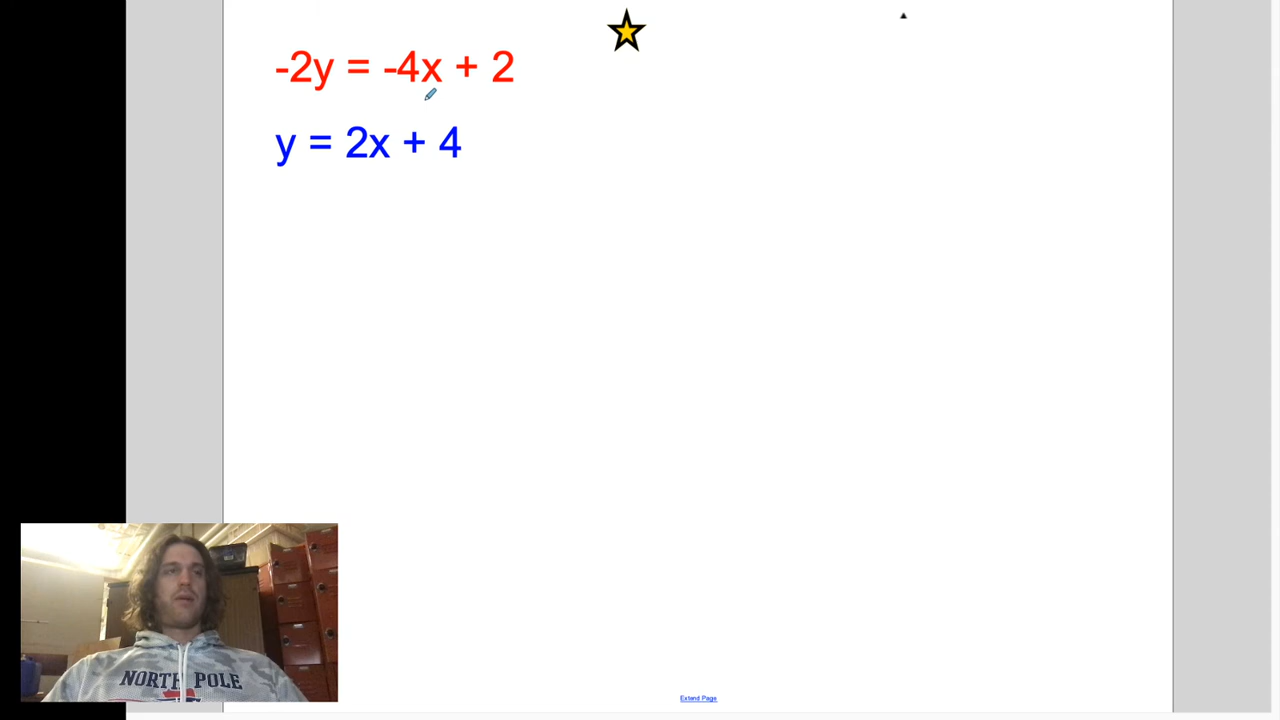 -2y = -4x + 2
y = 2x + 4
NORTH POLE
Extend Page